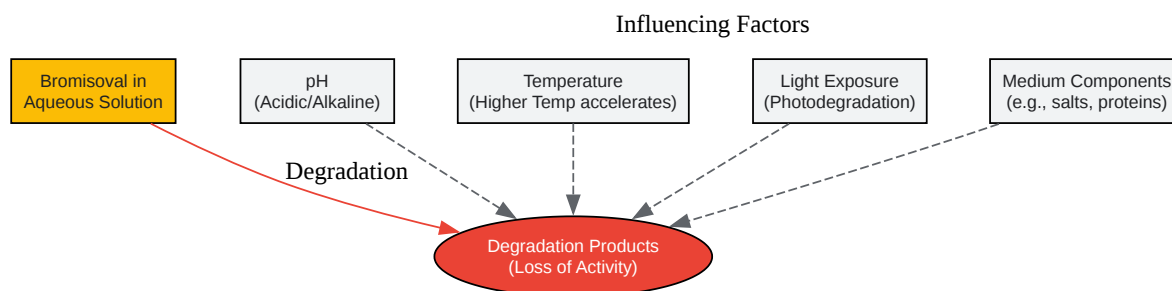 Influencing Factors
Bromisoval in
Aqueous Solution
pH
(Acidic/Alkaline)
Temperature
(Higher Temp accelerates)
Light Exposure
(Photodegradation)
Medium Components
(e.g., salts, proteins)
Degradation
Degradation Products
(Loss of Activity)